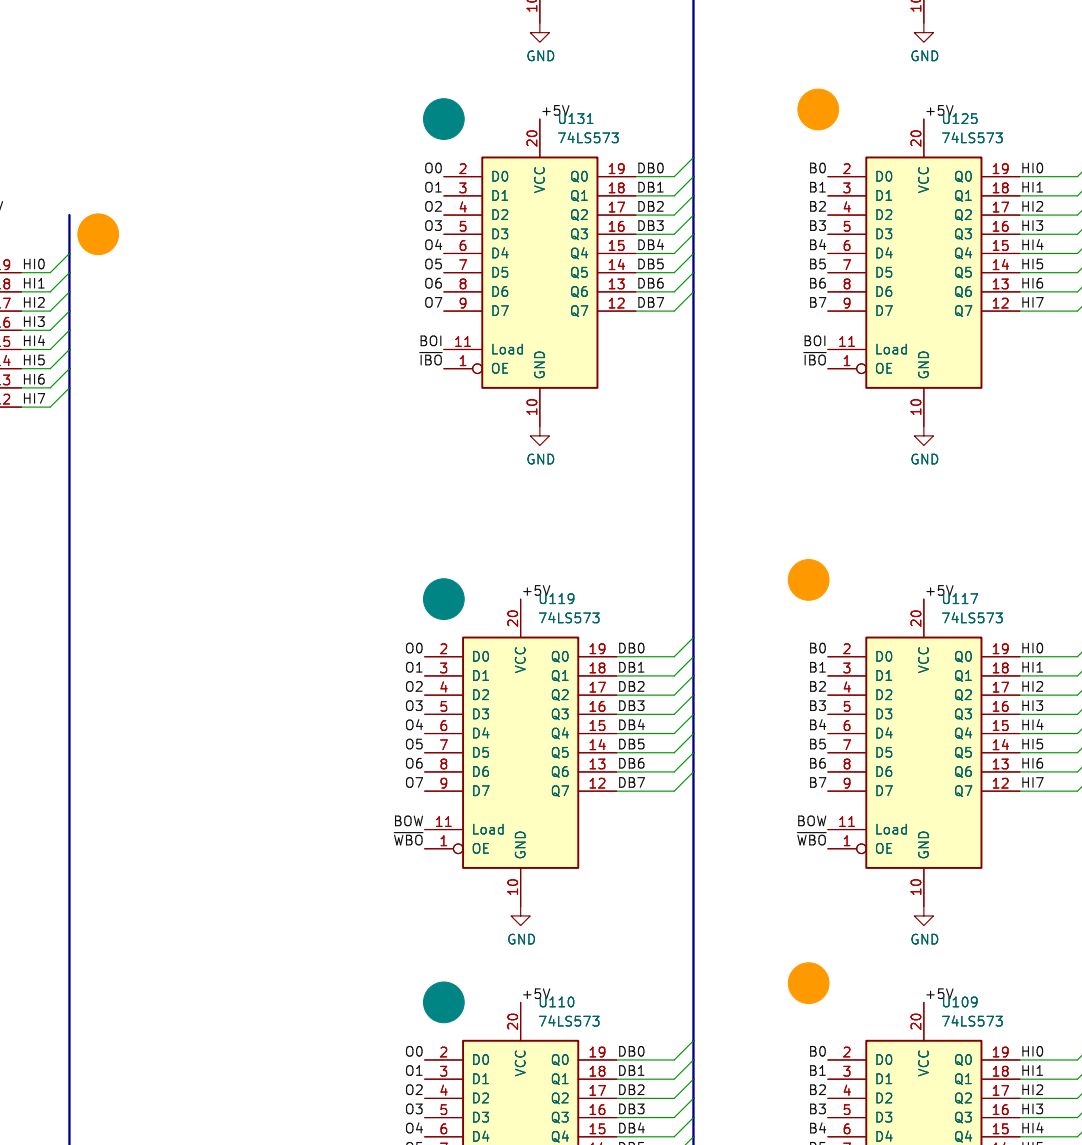 10
GND
10
GND
+5V
U131
74LS573
20
VCC
O0 2 D0 Q0 19 DB0
O1 3 D1 Q1 18 DB1
O2 4 D2 Q2 17 DB2
O3 5 D3 Q3 16 DB3
O4 6 D4 Q4 15 DB4
O5 7 D5 Q5 14 DB5
O6 8 D6 Q6 13 DB6
O7 9 D7 Q7 12 DB7
BOI 11 Load
IBO 1 OE
GND
10
GND
+5V
U125
74LS573
20
VCC
B0 2 D0 Q0 19 HI0
B1 3 D1 Q1 18 HI1
B2 4 D2 Q2 17 HI2
B3 5 D3 Q3 16 HI3
B4 6 D4 Q4 15 HI4
B5 7 D5 Q5 14 HI5
B6 8 D6 Q6 13 HI6
B7 9 D7 Q7 12 HI7
BOI 11 Load
IBO 1 OE
GND
10
GND
9 HI0
8 HI1
7 HI2
6 HI3
5 HI4
4 HI5
3 HI6
2 HI7
+5V
U119
74LS573
20
VCC
O0 2 D0 Q0 19 DB0
O1 3 D1 Q1 18 DB1
O2 4 D2 Q2 17 DB2
O3 5 D3 Q3 16 DB3
O4 6 D4 Q4 15 DB4
O5 7 D5 Q5 14 DB5
O6 8 D6 Q6 13 DB6
O7 9 D7 Q7 12 DB7
BOW 11 Load
WBO 1 OE
GND
10
GND
+5V
U117
74LS573
20
VCC
B0 2 D0 Q0 19 HI0
B1 3 D1 Q1 18 HI1
B2 4 D2 Q2 17 HI2
B3 5 D3 Q3 16 HI3
B4 6 D4 Q4 15 HI4
B5 7 D5 Q5 14 HI5
B6 8 D6 Q6 13 HI6
B7 9 D7 Q7 12 HI7
BOW 11 Load
WBO 1 OE
GND
10
GND
+5V
U110
74LS573
20
VCC
O0 2 D0 Q0 19 DB0
O1 3 D1 Q1 18 DB1
O2 4 D2 Q2 17 DB2
O3 5 D3 Q3 16 DB3
O4 6 D4 Q4 15 DB4
+5V
U109
74LS573
20
VCC
B0 2 D0 Q0 19 HI0
B1 3 D1 Q1 18 HI1
B2 4 D2 Q2 17 HI2
B3 5 D3 Q3 16 HI3
B4 6 D4 Q4 15 HI4